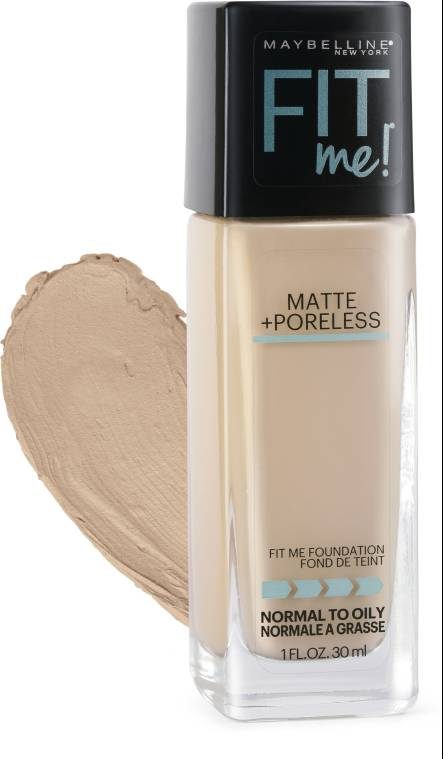 MAYBELLINE®
NEW YORK
FIT
me!
MATTE
+PORELESS
FIT ME FOUNDATION
FOND DE TEINT
NORMAL TO OILY
NORMALE A GRASSE
1 FL.OZ. 30 ml